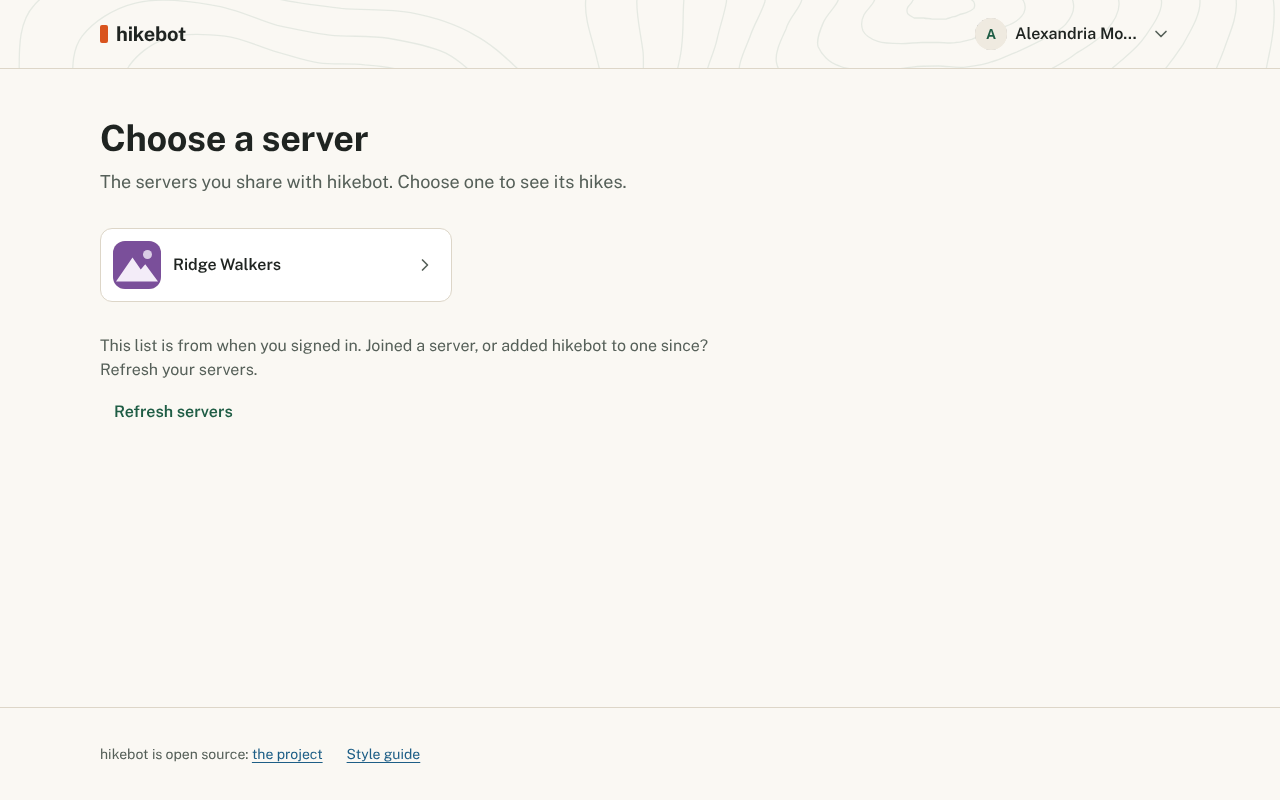 hikebot
A
Alexandria Mo...
Choose a server
The servers you share with hikebot. Choose one to see its hikes.
Ridge Walkers
This list is from when you signed in. Joined a server, or added hikebot to one since?
Refresh your servers.
Refresh servers
hikebot is open source: the project
Style guide